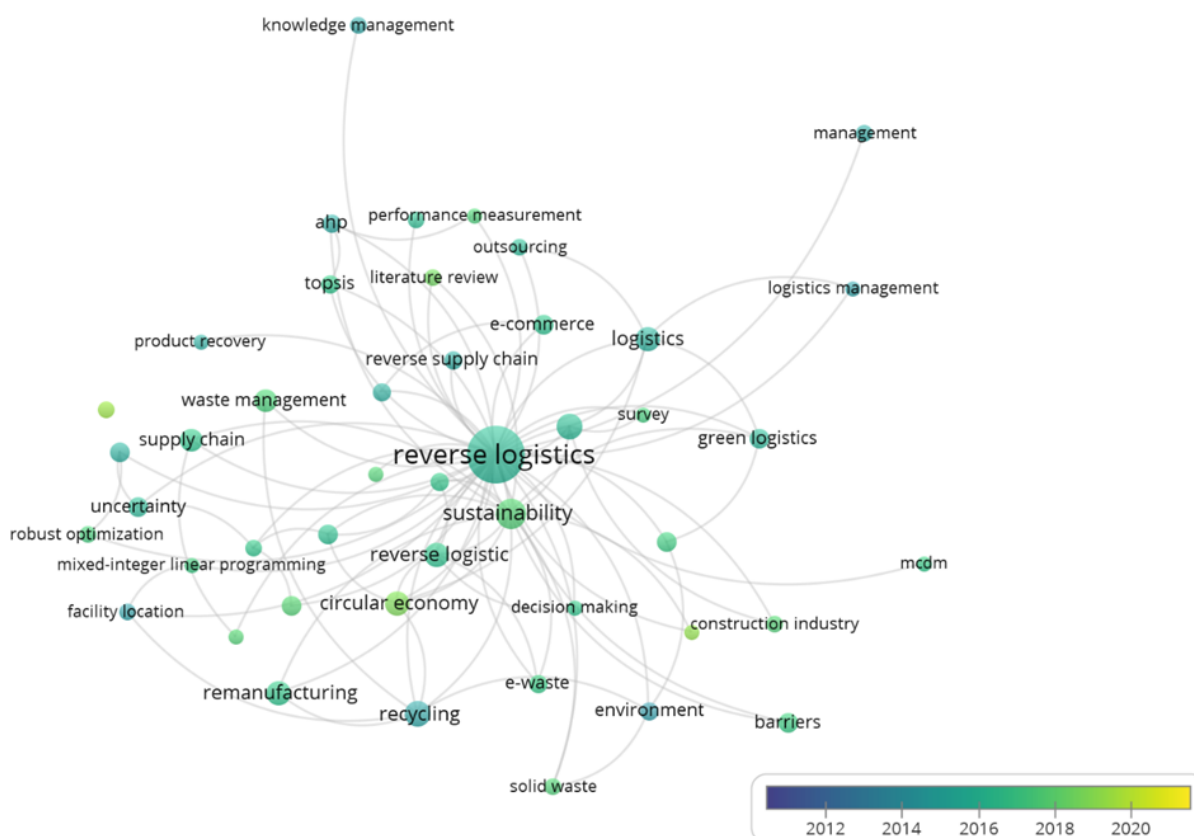 knowledge management
management
ahp
performance measurement
outsourcing
topsis
literature review
logistics management
e-commerce
product recovery
logistics
reverse supply chain
waste management
survey
supply chain
green logistics
reverse logistics
uncertainty
sustainability
robust optimization
reverse logistic
mixed-integer linear programming
mcdm
facility location
circular economy
decision making
construction industry
remanufacturing
e-waste
recycling
environment
barriers
solid waste
2012 2014 2016 2018 2020